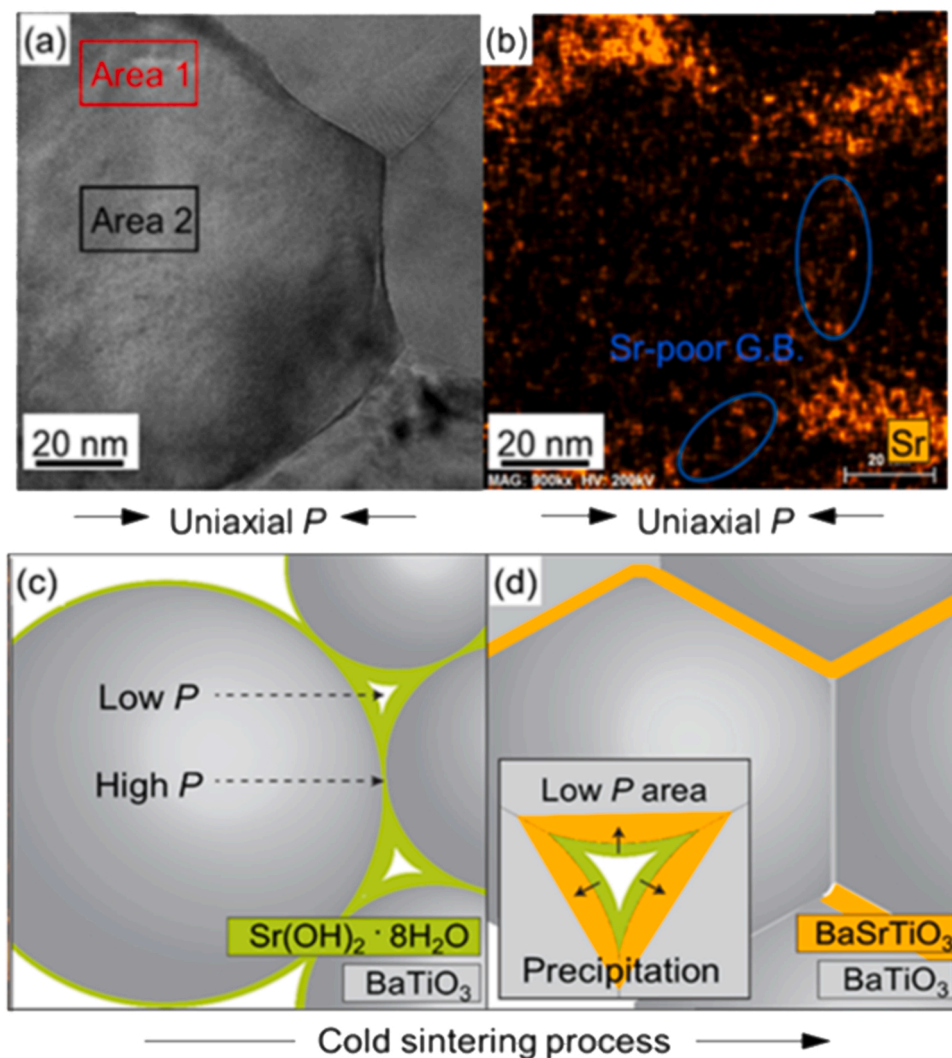 (a)
Area 1
Area 2
20 nm
(b)
Sr-poor G.B.
20 nm
Sr
20
MAG: 900kx HV: 200kV
Uniaxial P
Uniaxial P
(c)
Low P
High P
Sr(OH)₂ · 8H₂O
BaTiO₃
(d)
Low P area
Precipitation
BaSrTiO₃
BaTiO₃
Cold sintering process